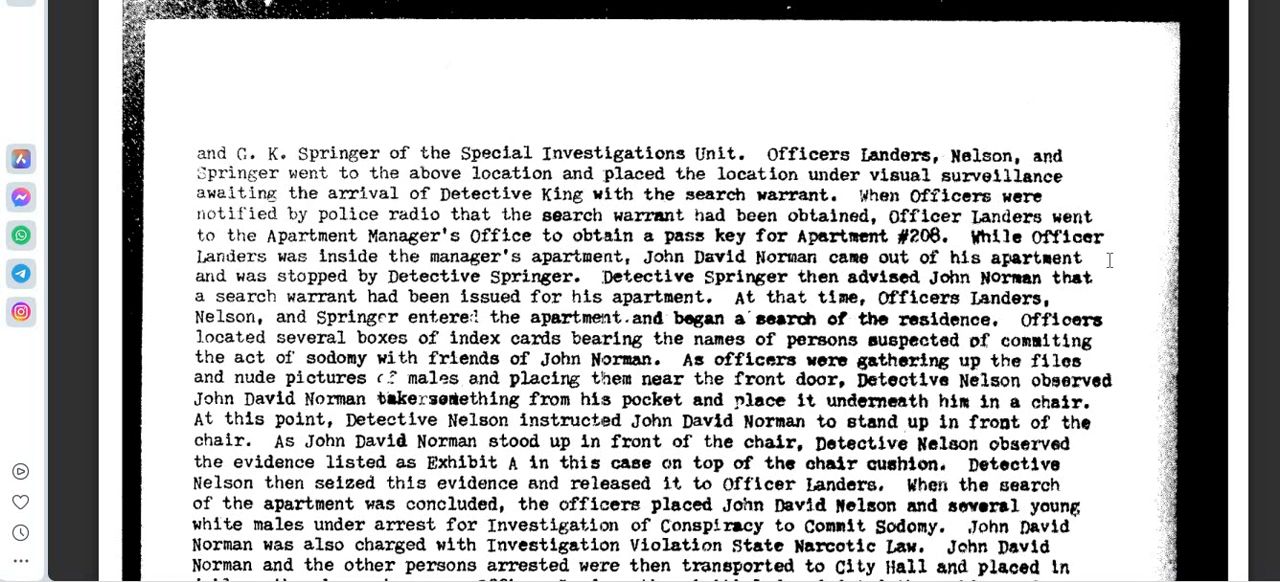 and G. K. Springer of the Special Investigations Unit.  Officers Landers, Nelson, and
Springer went to the above location and placed the location under visual surveillance
awaiting the arrival of Detective King with the search warrant.  When Officers were
notified by police radio that the search warrant had been obtained, Officer Landers went
to the Apartment Manager's Office to obtain a pass key for Apartment #208.  While Officer
Landers was inside the manager's apartment, John David Norman came out of his apartment
and was stopped by Detective Springer.  Detective Springer then advised John Norman that
a search warrant had been issued for his apartment.  At that time, Officers Landers,
Nelson, and Springer entered the apartment and began a search of the residence.  Officers
located several boxes of index cards bearing the names of persons suspected of commiting
the act of sodomy with friends of John Norman.  As officers were gathering up the files
and nude pictures of males and placing them near the front door, Detective Nelson observed
John David Norman take something from his pocket and place it underneath him in a chair.
At this point, Detective Nelson instructed John David Norman to stand up in front of the
chair.  As John David Norman stood up in front of the chair, Detective Nelson observed
the evidence listed as Exhibit A in this case on top of the chair cushion.  Detective
Nelson then seized this evidence and released it to Officer Landers.  When the search
of the apartment was concluded, the officers placed John David Nelson and several young
white males under arrest for Investigation of Conspiracy to Commit Sodomy.  John David
Norman was also charged with Investigation Violation State Narcotic Law.  John David
Norman and the other persons arrested were then transported to City Hall and placed in